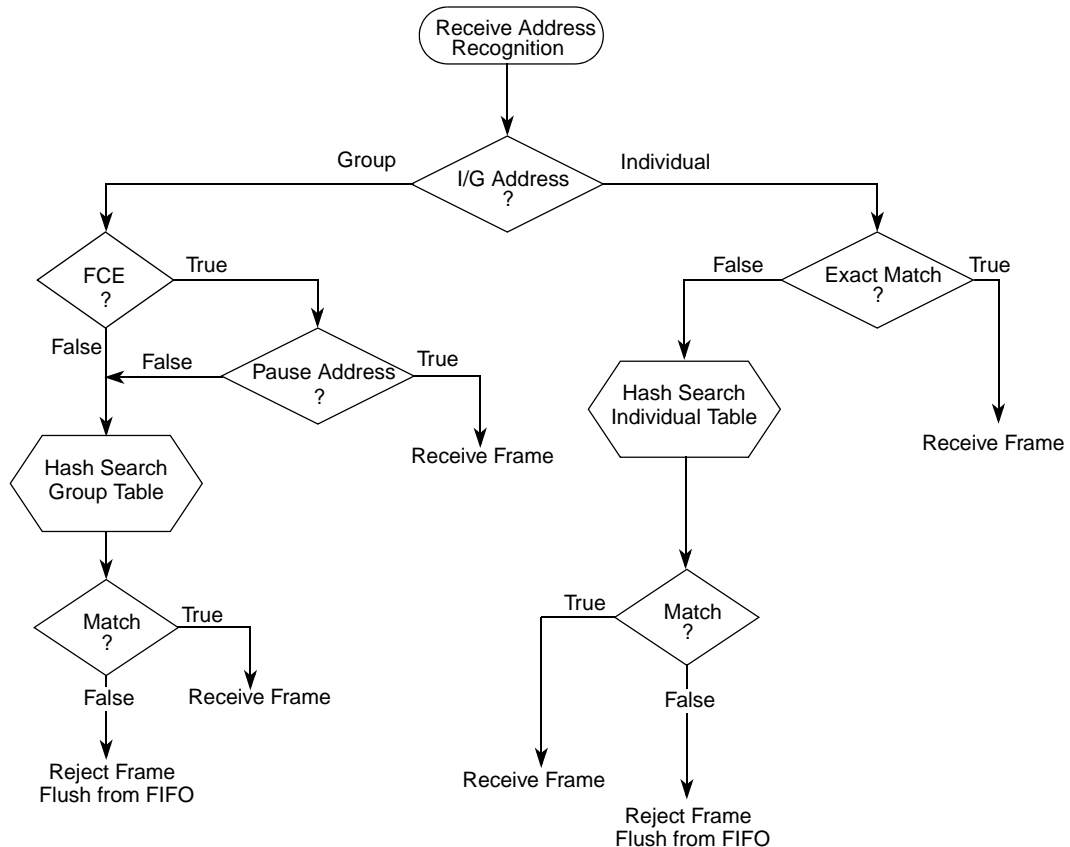 Receive Address
Recognition
Group
I/G Address
?
Individual
FCE
?
True
False
Exact Match
?
True
False
False
Pause Address
?
True
Hash Search
Individual Table
Receive Frame
Receive Frame
Hash Search
Group Table
True
Match
?
True
Match
?
False
Receive Frame
False
Reject Frame
Flush from FIFO
Receive Frame
Reject Frame
Flush from FIFO